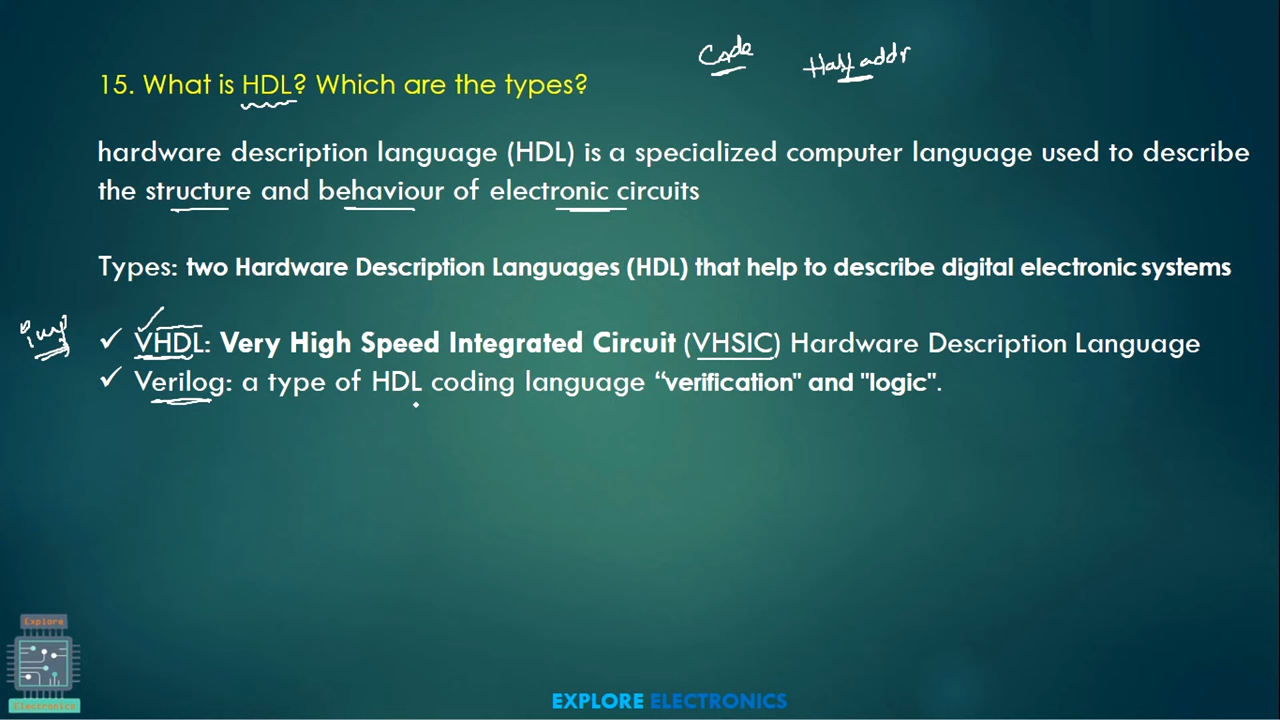 Code
Half addr
15. What is HDL? Which are the types?
hardware description language (HDL) is a specialized computer language used to describe
the structure and behaviour of electronic circuits
Types: two Hardware Description Languages (HDL) that help to describe digital electronic systems
✓ VHDL: Very High Speed Integrated Circuit (VHSIC) Hardware Description Language
✓ Verilog: a type of HDL coding language “verification" and "logic".
Explore
Electronics
EXPLORE ELECTRONICS